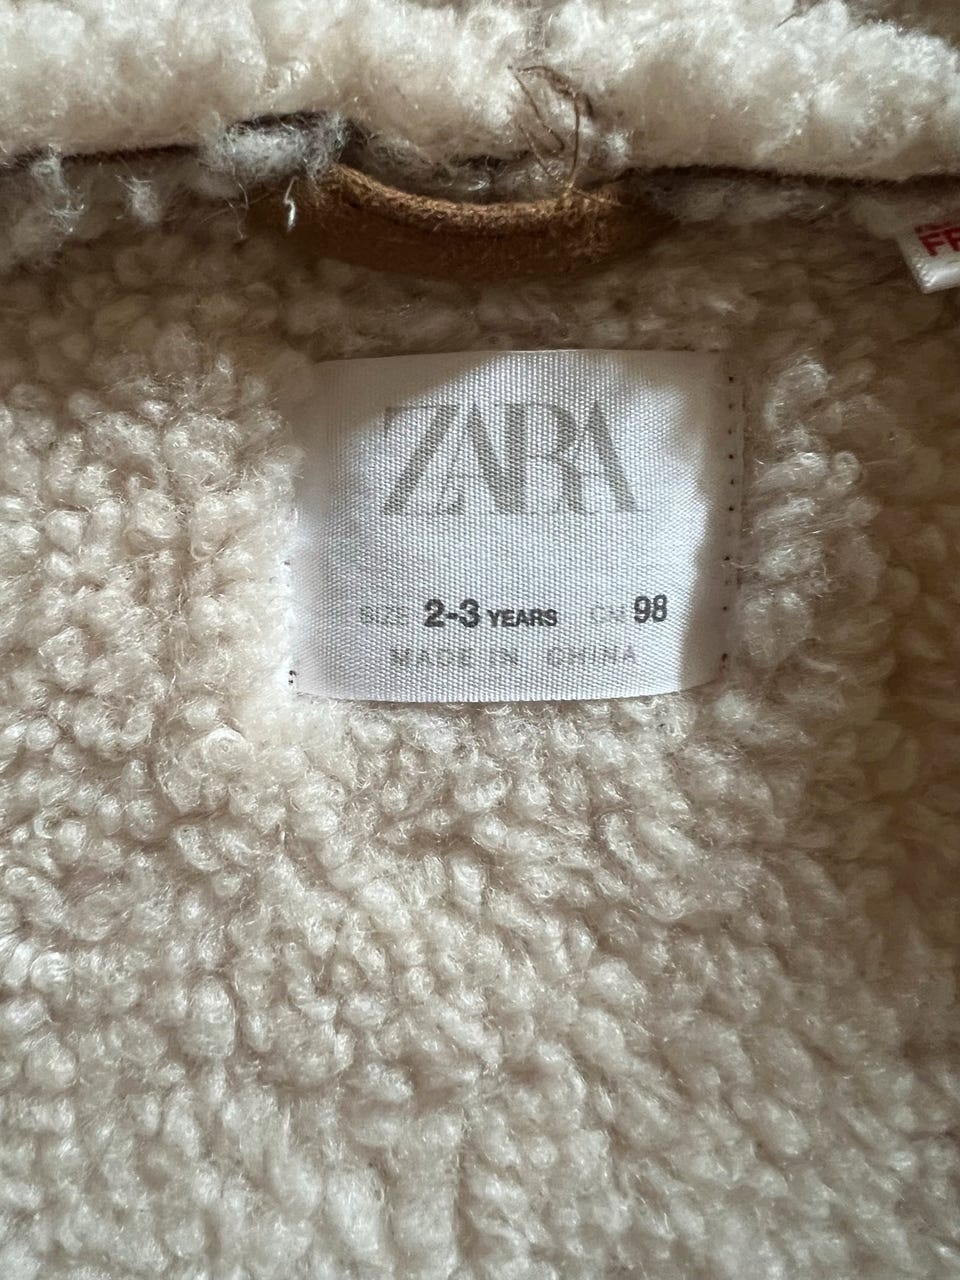 ZARA
SIZE 2-3 YEARS CM 98
MADE IN CHINA